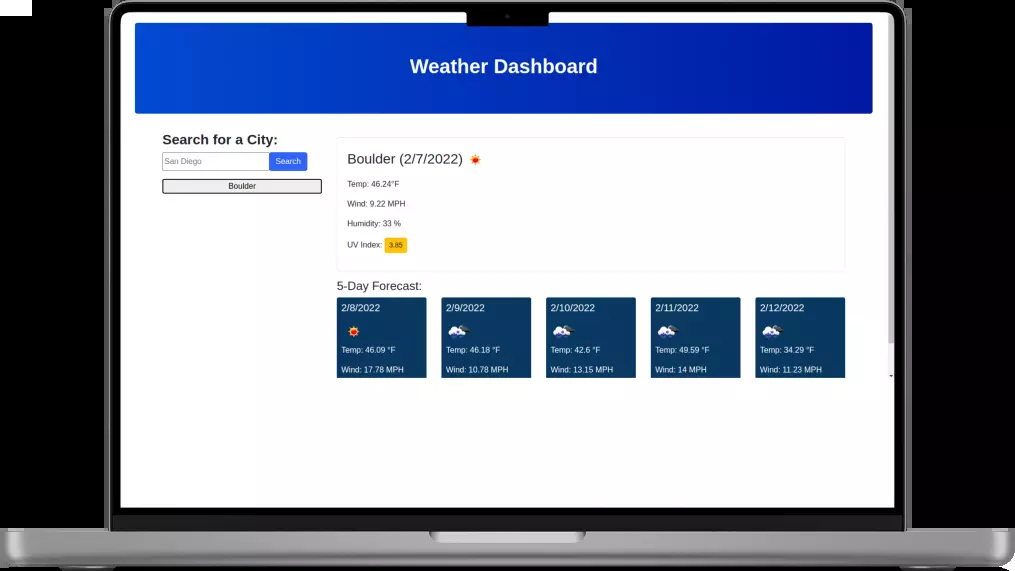 Weather Dashboard
Search for a City:
San Diego
Search
Boulder
Boulder (2/7/2022)
Temp: 46.24°F
Wind: 9.22 MPH
Humidity: 33 %
UV Index: 3.85
5-Day Forecast:
2/8/2022
Temp: 46.09 °F
Wind: 17.78 MPH
2/9/2022
Temp: 46.18 °F
Wind: 10.78 MPH
2/10/2022
Temp: 42.6 °F
Wind: 13.15 MPH
2/11/2022
Temp: 49.59 °F
Wind: 14 MPH
2/12/2022
Temp: 34.29 °F
Wind: 11.23 MPH